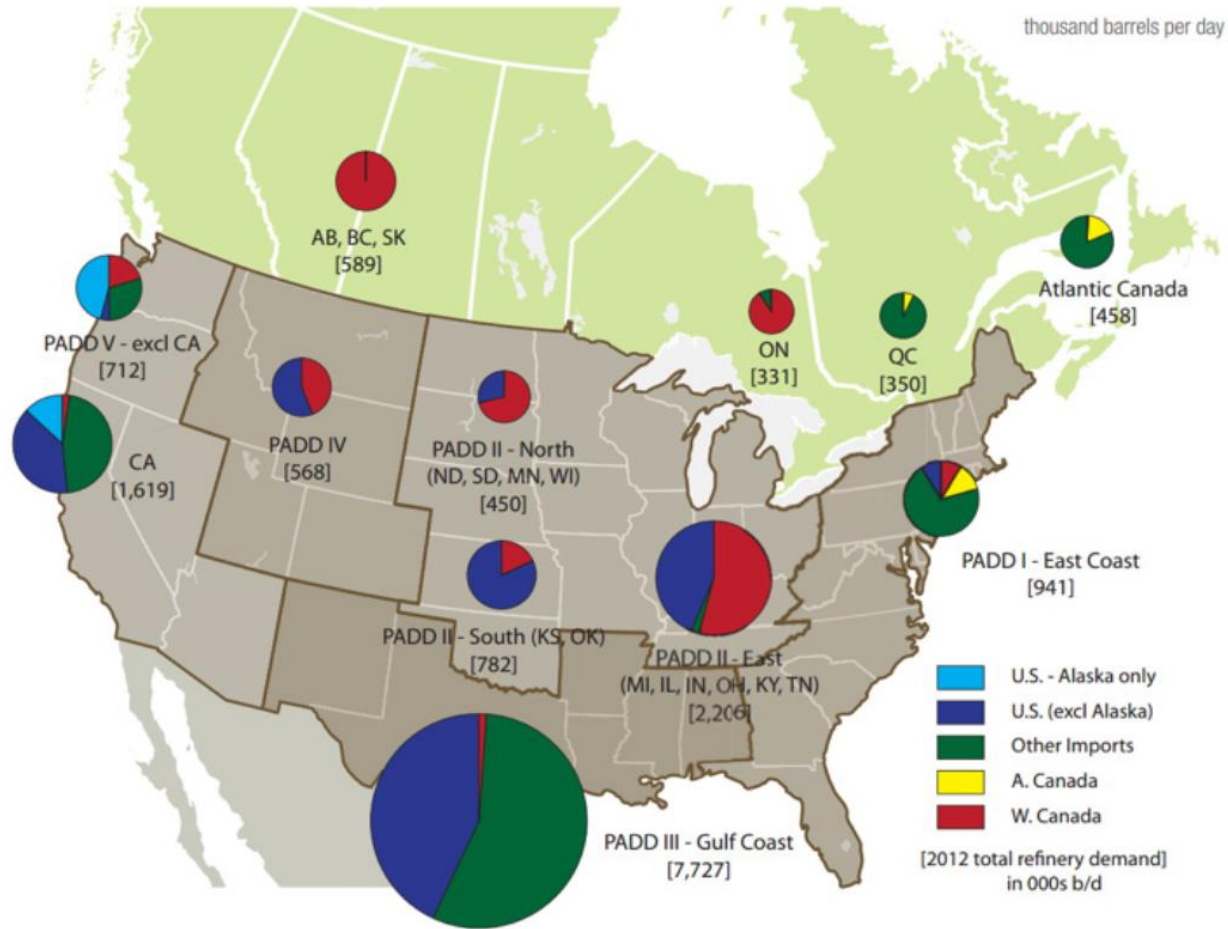 thousand barrels per day
AB, BC, SK
[589]
Atlantic Canada
[458]
ON
[331]
QC
[350]
PADD V - excl CA
[712]
PADD IV
[568]
PADD II - North
(ND, SD, MN, WI)
[450]
CA
[1,619]
PADD I - East Coast
[941]
PADD II - South (KS, OK)
[782]
PADD II - East
(MI, IL, IN, OH, KY, TN)
[2,206]
PADD III - Gulf Coast
[7,727]
U.S. - Alaska only
U.S. (excl Alaska)
Other Imports
A. Canada
W. Canada
[2012 total refinery demand]
in 000s b/d